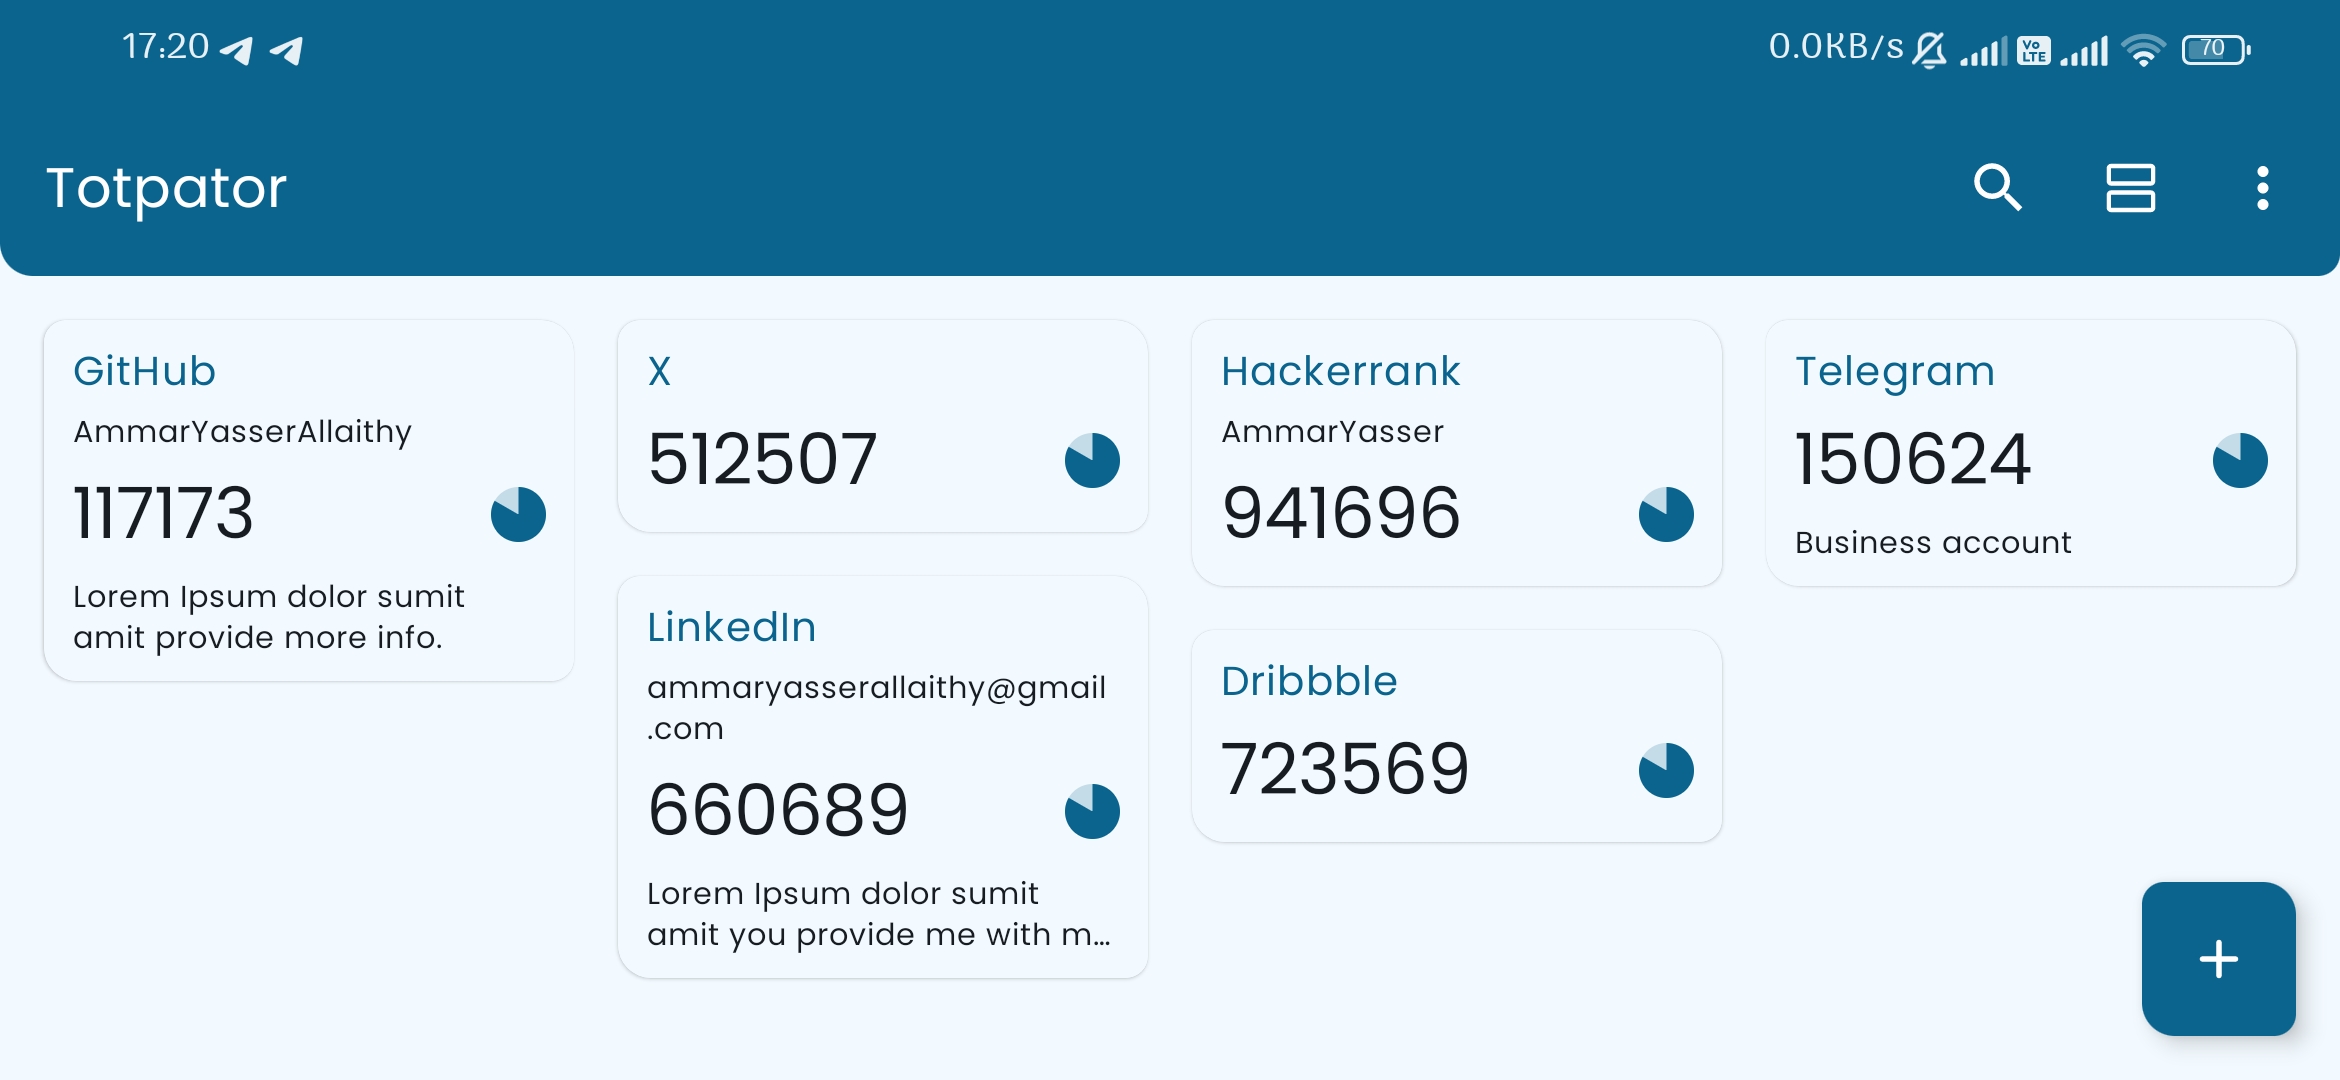 17:20
0.0KB/s Vo LTE 70
Totpator
GitHub
AmmarYasserAllaithy
117173
Lorem Ipsum dolor sumit
amit provide more info.
X
512507
LinkedIn
ammaryasserallaithy@gmail
.com
660689
Lorem Ipsum dolor sumit
amit you provide me with m...
Hackerrank
AmmarYasser
941696
Dribbble
723569
Telegram
150624
Business account